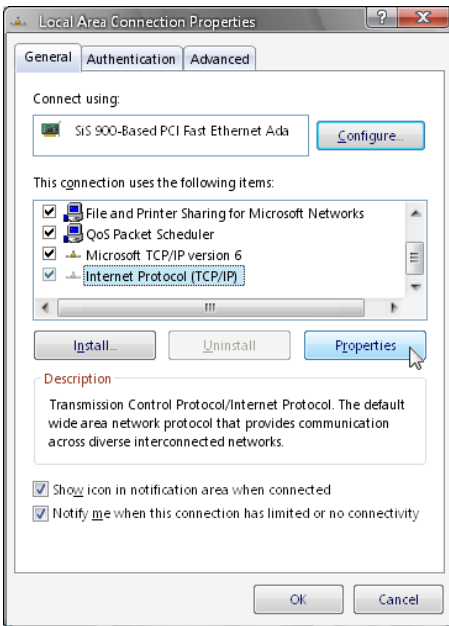 Local Area Connection Properties
General Authentication Advanced
Connect using:
SiS 900-Based PCI Fast Ethernet Ada
Configure...
This connection uses the following items:
File and Printer Sharing for Microsoft Networks
QoS Packet Scheduler
Microsoft TCP/IP version 6
Internet Protocol (TCP/IP)
Install... Uninstall Properties
Description
Transmission Control Protocol/Internet Protocol. The default
wide area network protocol that provides communication
across diverse interconnected networks.
Show icon in notification area when connected
Notify me when this connection has limited or no connectivity
OK Cancel